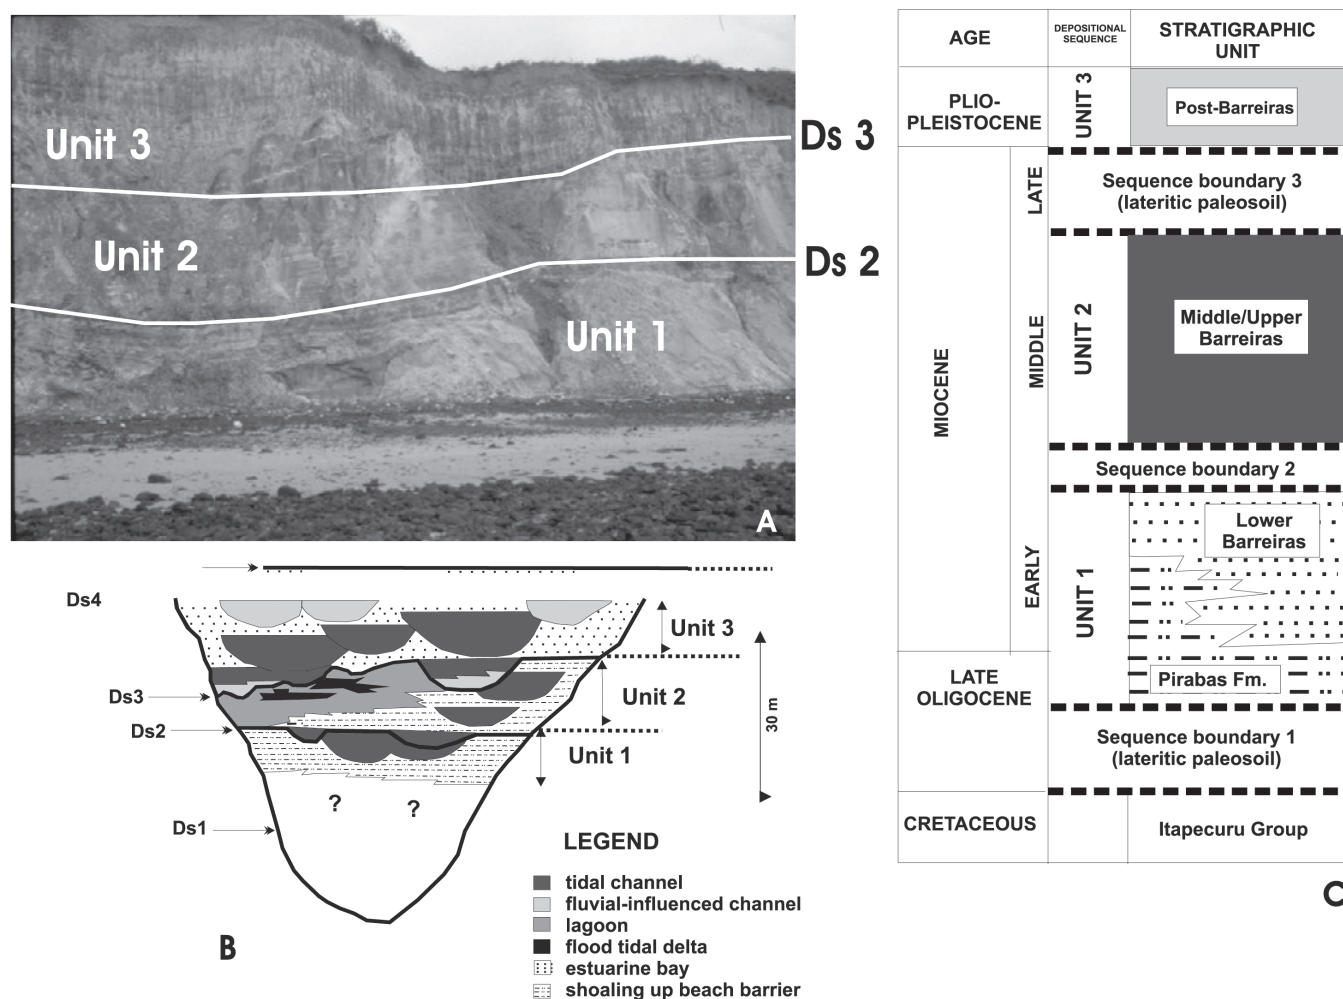 Unit 3
Ds 3
Unit 2
Ds 2
Unit 1
A
Ds4
Unit 3
Unit 2
Ds3
Ds2
Unit 1
30 m
? ?
Ds1
LEGEND
tidal channel
fluvial-influenced channel
lagoon
flood tidal delta
estuarine bay
shoaling up beach barrier
B
AGE
DEPOSITIONAL
SEQUENCE
STRATIGRAPHIC
UNIT
PLIO-
PLEISTOCENE
UNIT 3
Post-Barreiras
MIOCENE
LATE
Sequence boundary 3
(lateritic paleosoil)
MIDDLE
UNIT 2
Middle/Upper
Barreiras
Sequence boundary 2
EARLY
UNIT 1
Lower
Barreiras
LATE
OLIGOCENE
Pirabas Fm.
Sequence boundary 1
(lateritic paleosoil)
CRETACEOUS
Itapecuru Group
C